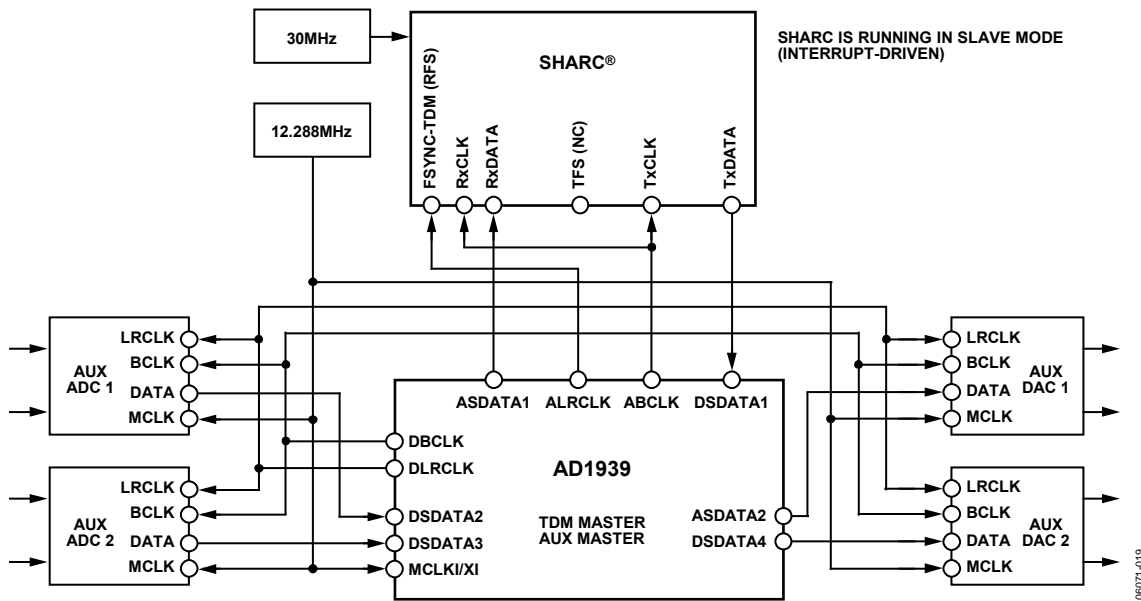 30MHz
12.288MHz
SHARC®
SHARC IS RUNNING IN SLAVE MODE
(INTERRUPT-DRIVEN)
FSYNC-TDM (RFS)
RxCLK
RxDATA
TFS (NC)
TxCLK
TxDATA
AUX
ADC 1
LRCLK
BCLK
DATA
MCLK
AUX
ADC 2
LRCLK
BCLK
DATA
MCLK
ASDATA1
ALRCLK
ABCLK
DSDATA1
DBCLK
DLRCLK
DSDATA2
DSDATA3
MCLKI/XI
AD1939
TDM MASTER
AUX MASTER
ASDATA2
DSDATA4
LRCLK
BCLK
DATA
MCLK
AUX
DAC 1
LRCLK
BCLK
DATA
MCLK
AUX
DAC 2
06071-019